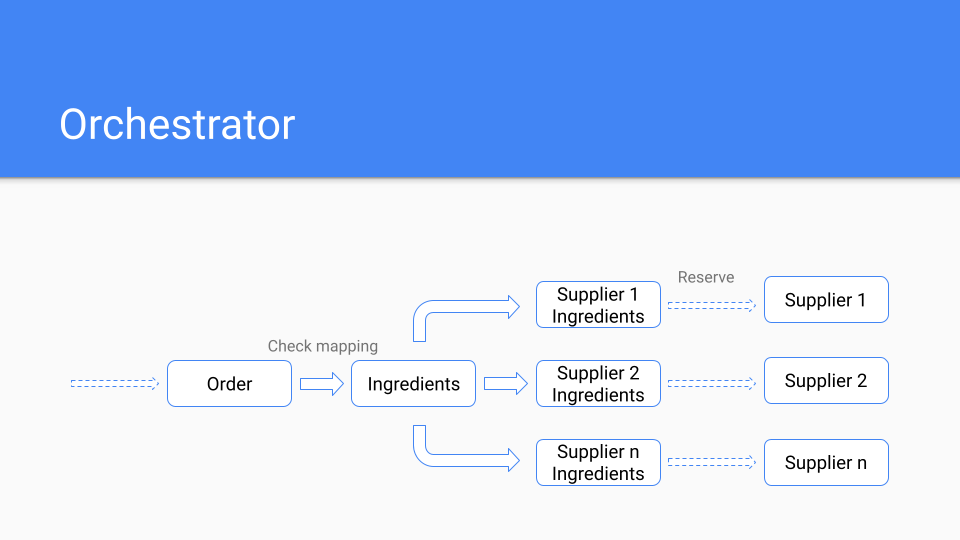 Orchestrator
Reserve
Supplier 1
Ingredients
Supplier 1
Check mapping
Order
Ingredients
Supplier 2
Ingredients
Supplier 2
Supplier n
Ingredients
Supplier n